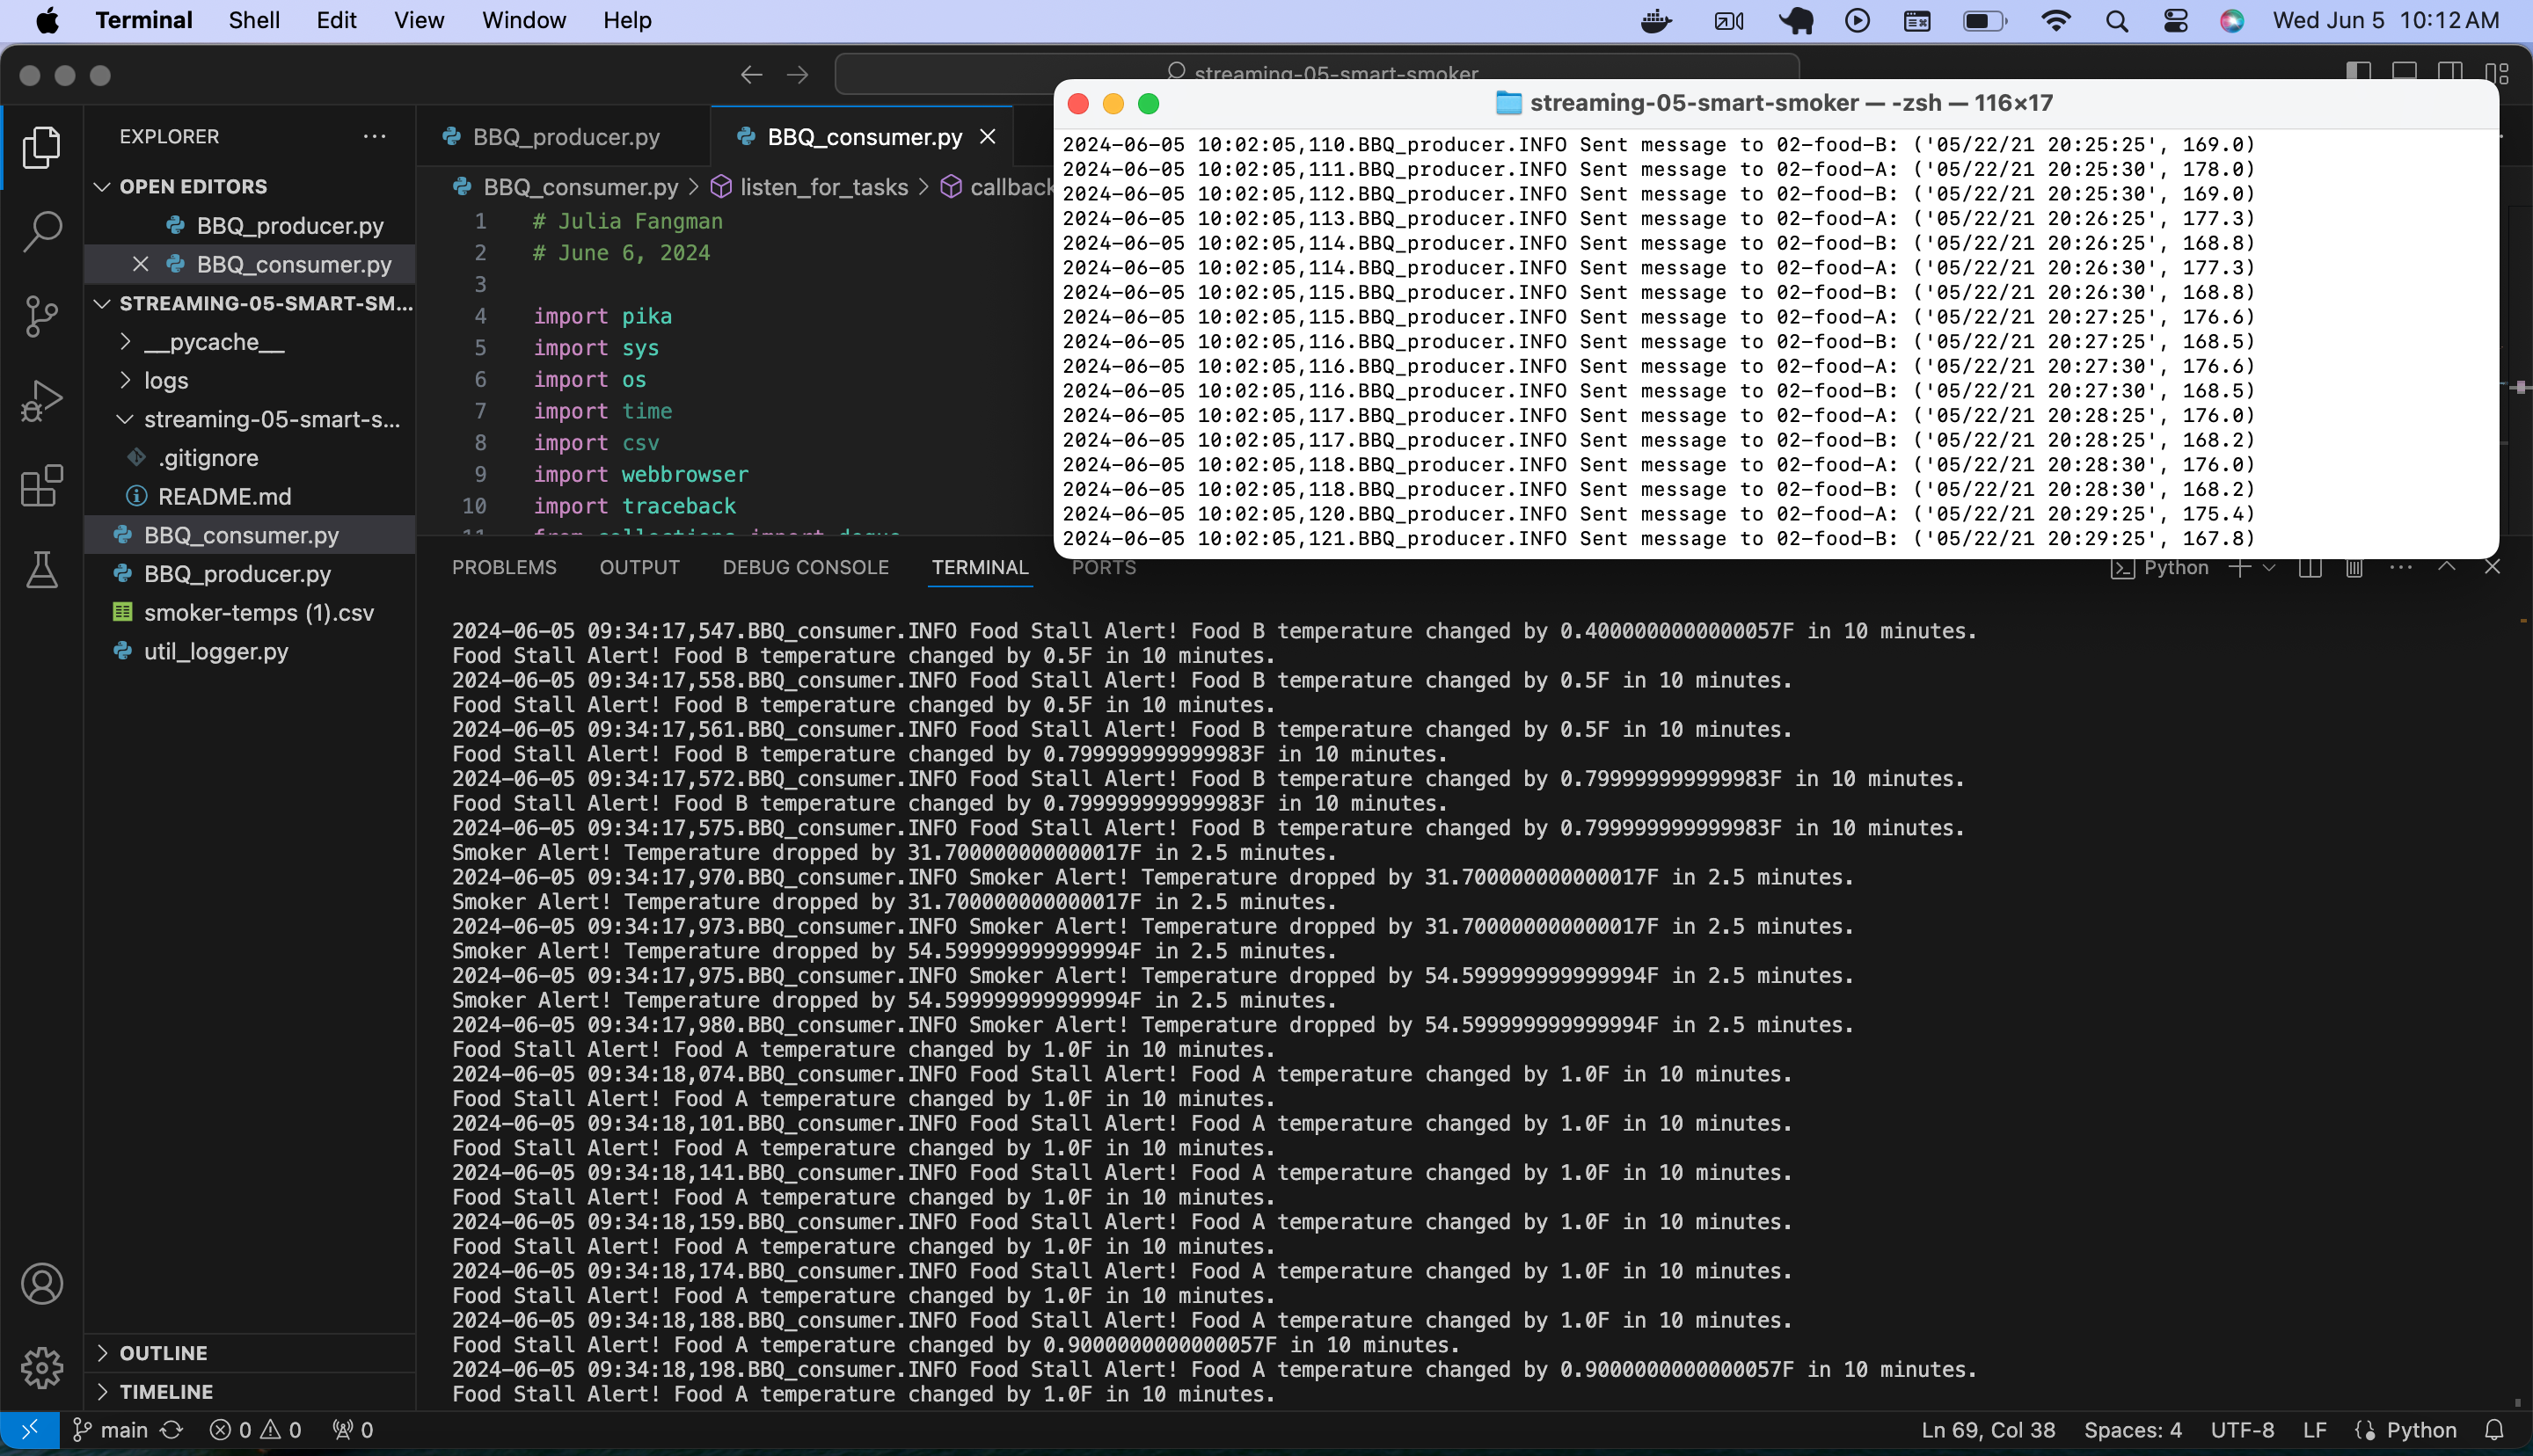 Terminal Shell Edit View Window Help Wed Jun 5 10:12 AM
streaming-05-smart-smoker
EXPLORER
OPEN EDITORS
BBQ_producer.py
BBQ_consumer.py
STREAMING-05-SMART-SM...
__pycache__
logs
streaming-05-smart-s...
.gitignore
README.md
BBQ_consumer.py
BBQ_producer.py
smoker-temps (1).csv
util_logger.py
OUTLINE
TIMELINE
BBQ_producer.py BBQ_consumer.py
BBQ_consumer.py > listen_for_tasks > callback
1 # Julia Fangman
2 # June 6, 2024
3
4 import pika
5 import sys
6 import os
7 import time
8 import csv
9 import webbrowser
10 import traceback
11 from collections import deque
streaming-05-smart-smoker — -zsh — 116×17
2024-06-05 10:02:05,110.BBQ_producer.INFO Sent message to 02-food-B: ('05/22/21 20:25:25', 169.0)
2024-06-05 10:02:05,111.BBQ_producer.INFO Sent message to 02-food-A: ('05/22/21 20:25:30', 178.0)
2024-06-05 10:02:05,112.BBQ_producer.INFO Sent message to 02-food-B: ('05/22/21 20:25:30', 169.0)
2024-06-05 10:02:05,113.BBQ_producer.INFO Sent message to 02-food-A: ('05/22/21 20:26:25', 177.3)
2024-06-05 10:02:05,114.BBQ_producer.INFO Sent message to 02-food-B: ('05/22/21 20:26:25', 168.8)
2024-06-05 10:02:05,114.BBQ_producer.INFO Sent message to 02-food-A: ('05/22/21 20:26:30', 177.3)
2024-06-05 10:02:05,115.BBQ_producer.INFO Sent message to 02-food-B: ('05/22/21 20:26:30', 168.8)
2024-06-05 10:02:05,115.BBQ_producer.INFO Sent message to 02-food-A: ('05/22/21 20:27:25', 176.6)
2024-06-05 10:02:05,116.BBQ_producer.INFO Sent message to 02-food-B: ('05/22/21 20:27:25', 168.5)
2024-06-05 10:02:05,116.BBQ_producer.INFO Sent message to 02-food-A: ('05/22/21 20:27:30', 176.6)
2024-06-05 10:02:05,116.BBQ_producer.INFO Sent message to 02-food-B: ('05/22/21 20:27:30', 168.5)
2024-06-05 10:02:05,117.BBQ_producer.INFO Sent message to 02-food-A: ('05/22/21 20:28:25', 176.0)
2024-06-05 10:02:05,117.BBQ_producer.INFO Sent message to 02-food-B: ('05/22/21 20:28:25', 168.2)
2024-06-05 10:02:05,118.BBQ_producer.INFO Sent message to 02-food-A: ('05/22/21 20:28:30', 176.0)
2024-06-05 10:02:05,118.BBQ_producer.INFO Sent message to 02-food-B: ('05/22/21 20:28:30', 168.2)
2024-06-05 10:02:05,120.BBQ_producer.INFO Sent message to 02-food-A: ('05/22/21 20:29:25', 175.4)
2024-06-05 10:02:05,121.BBQ_producer.INFO Sent message to 02-food-B: ('05/22/21 20:29:25', 167.8)
PROBLEMS OUTPUT DEBUG CONSOLE TERMINAL PORTS Python
2024-06-05 09:34:17,547.BBQ_consumer.INFO Food Stall Alert! Food B temperature changed by 0.4000000000000057F in 10 minutes.
Food Stall Alert! Food B temperature changed by 0.5F in 10 minutes.
2024-06-05 09:34:17,558.BBQ_consumer.INFO Food Stall Alert! Food B temperature changed by 0.5F in 10 minutes.
Food Stall Alert! Food B temperature changed by 0.5F in 10 minutes.
2024-06-05 09:34:17,561.BBQ_consumer.INFO Food Stall Alert! Food B temperature changed by 0.5F in 10 minutes.
Food Stall Alert! Food B temperature changed by 0.799999999999983F in 10 minutes.
2024-06-05 09:34:17,572.BBQ_consumer.INFO Food Stall Alert! Food B temperature changed by 0.799999999999983F in 10 minutes.
Food Stall Alert! Food B temperature changed by 0.799999999999983F in 10 minutes.
2024-06-05 09:34:17,575.BBQ_consumer.INFO Food Stall Alert! Food B temperature changed by 0.799999999999983F in 10 minutes.
Smoker Alert! Temperature dropped by 31.700000000000017F in 2.5 minutes.
2024-06-05 09:34:17,970.BBQ_consumer.INFO Smoker Alert! Temperature dropped by 31.700000000000017F in 2.5 minutes.
Smoker Alert! Temperature dropped by 31.700000000000017F in 2.5 minutes.
2024-06-05 09:34:17,973.BBQ_consumer.INFO Smoker Alert! Temperature dropped by 31.700000000000017F in 2.5 minutes.
Smoker Alert! Temperature dropped by 54.599999999999994F in 2.5 minutes.
2024-06-05 09:34:17,975.BBQ_consumer.INFO Smoker Alert! Temperature dropped by 54.599999999999994F in 2.5 minutes.
Smoker Alert! Temperature dropped by 54.599999999999994F in 2.5 minutes.
2024-06-05 09:34:17,980.BBQ_consumer.INFO Smoker Alert! Temperature dropped by 54.599999999999994F in 2.5 minutes.
Food Stall Alert! Food A temperature changed by 1.0F in 10 minutes.
2024-06-05 09:34:18,074.BBQ_consumer.INFO Food Stall Alert! Food A temperature changed by 1.0F in 10 minutes.
Food Stall Alert! Food A temperature changed by 1.0F in 10 minutes.
2024-06-05 09:34:18,101.BBQ_consumer.INFO Food Stall Alert! Food A temperature changed by 1.0F in 10 minutes.
Food Stall Alert! Food A temperature changed by 1.0F in 10 minutes.
2024-06-05 09:34:18,141.BBQ_consumer.INFO Food Stall Alert! Food A temperature changed by 1.0F in 10 minutes.
Food Stall Alert! Food A temperature changed by 1.0F in 10 minutes.
2024-06-05 09:34:18,159.BBQ_consumer.INFO Food Stall Alert! Food A temperature changed by 1.0F in 10 minutes.
Food Stall Alert! Food A temperature changed by 1.0F in 10 minutes.
2024-06-05 09:34:18,174.BBQ_consumer.INFO Food Stall Alert! Food A temperature changed by 1.0F in 10 minutes.
Food Stall Alert! Food A temperature changed by 1.0F in 10 minutes.
2024-06-05 09:34:18,188.BBQ_consumer.INFO Food Stall Alert! Food A temperature changed by 1.0F in 10 minutes.
Food Stall Alert! Food A temperature changed by 0.9000000000000057F in 10 minutes.
2024-06-05 09:34:18,198.BBQ_consumer.INFO Food Stall Alert! Food A temperature changed by 0.9000000000000057F in 10 minutes.
Food Stall Alert! Food A temperature changed by 1.0F in 10 minutes.
main 0 0 0 Ln 69, Col 38 Spaces: 4 UTF-8 LF Python